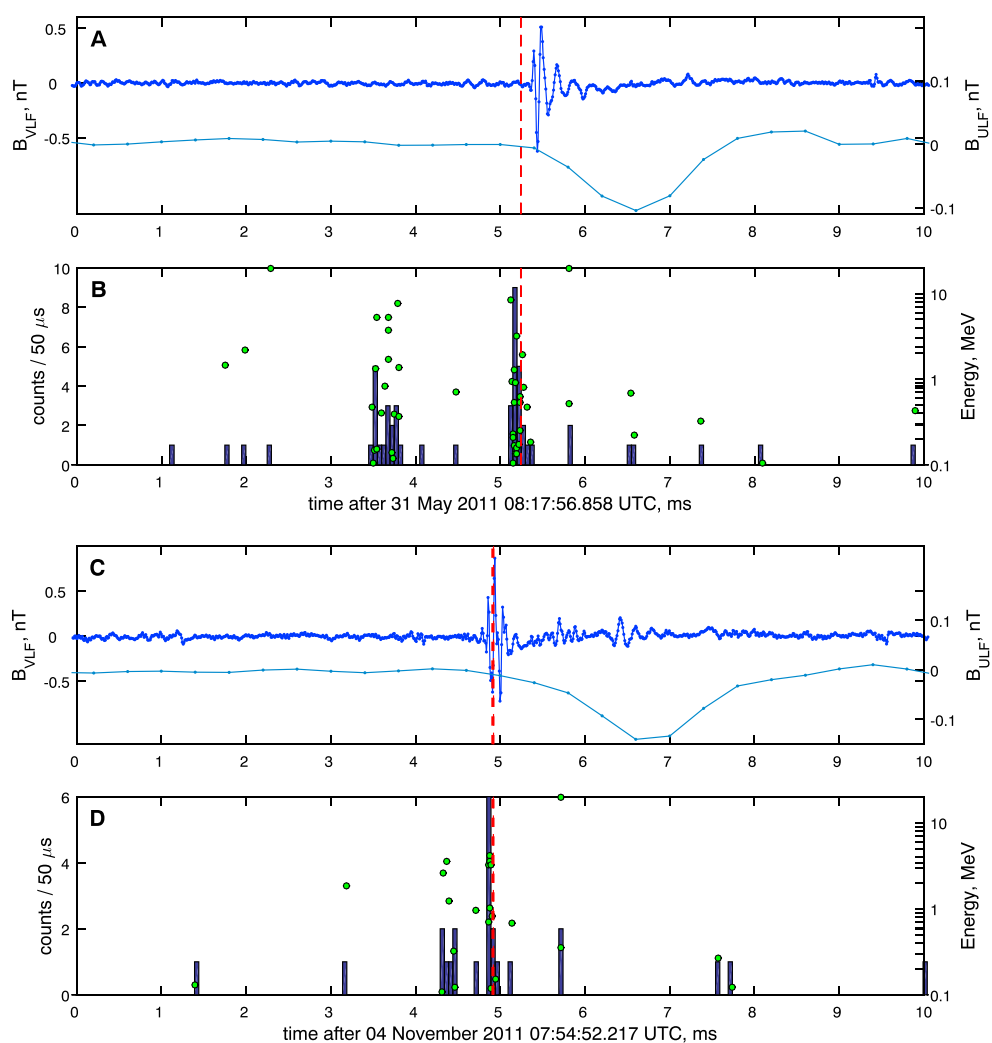 A
0.5
0
-0.5
B_VLF, nT
0.1
0
-0.1
B_ULF, nT
0 1 2 3 4 5 6 7 8 9 10
B
10
8
6
4
2
0
counts / 50 μs
10
1
0.1
Energy, MeV
0 1 2 3 4 5 6 7 8 9 10
time after 31 May 2011 08:17:56.858 UTC, ms
C
0.5
0
-0.5
B_VLF, nT
0.1
0
-0.1
B_ULF, nT
0 1 2 3 4 5 6 7 8 9 10
D
6
4
2
0
counts / 50 μs
10
1
0.1
Energy, MeV
0 1 2 3 4 5 6 7 8 9 10
time after 04 November 2011 07:54:52.217 UTC, ms